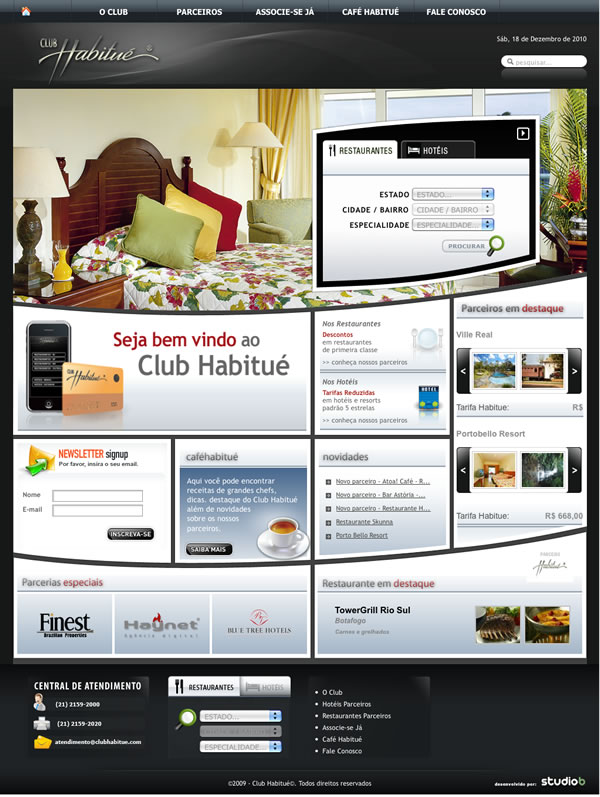 O CLUB PARCEIROS ASSOCIE-SE JÁ CAFÉ HABITUÉ FALE CONOSCO
CLUB Habitué ®
Sáb, 18 de Dezembro de 2010
pesquisar...
RESTAURANTES HOTÉIS
ESTADO ESTADO...
CIDADE / BAIRRO CIDADE / BAIRRO
ESPECIALIDADE ESPECIALIDADE...
PROCURAR
Seja bem vindo ao
Club Habitué
Habitué
Nos Restaurantes
Descontos
em restaurantes
de primeira classe
>> conheça nossos parceiros
Nos Hotéis
Tarifas Reduzidas
em hotéis e resorts
padrão 5 estrelas
>> conheça nossos parceiros
HOTEL
Parceiros em destaque
Ville Real
< >
Tarifa Habitue: R$
Portobello Resort
< >
Tarifa Habitue: R$ 668,00
NEWSLETTER signup
Por favor, insira o seu email.
Nome
E-mail
INSCREVA-SE
caféhabitué
Aqui você pode encontrar
receitas de grandes chefs,
dicas. destaque do Club Habitué
além de novidades
sobre os nossos
parceiros.
SAIBA MAIS
novidades
Novo parceiro - Atoa! Café - R...
Novo parceiro - Bar Astória -...
Novo parceiro - Restaurante H...
Restaurante Skunna
Porto Bello Resort
PARCEIRO
Habitué
Parcerias especiais
Finest
Brazilian Properties
Haynet
Agência digital
BLUE TREE HOTELS
Restaurante em destaque
TowerGrill Rio Sul
Botafogo
Carnes e grelhados
CENTRAL DE ATENDIMENTO
(21) 2159-2000
(21) 2159-2020
atendimento@clubhabitue.com
RESTAURANTES HOTÉIS
ESTADO...
ESPECIALIDADE...
O Club
Hotéis Parceiros
Restaurantes Parceiros
Associe-se Já
Café Habitué
Fale Conosco
©2009 - Club Habitué©. Todos direitos reservados
desenvolvido por: studiob